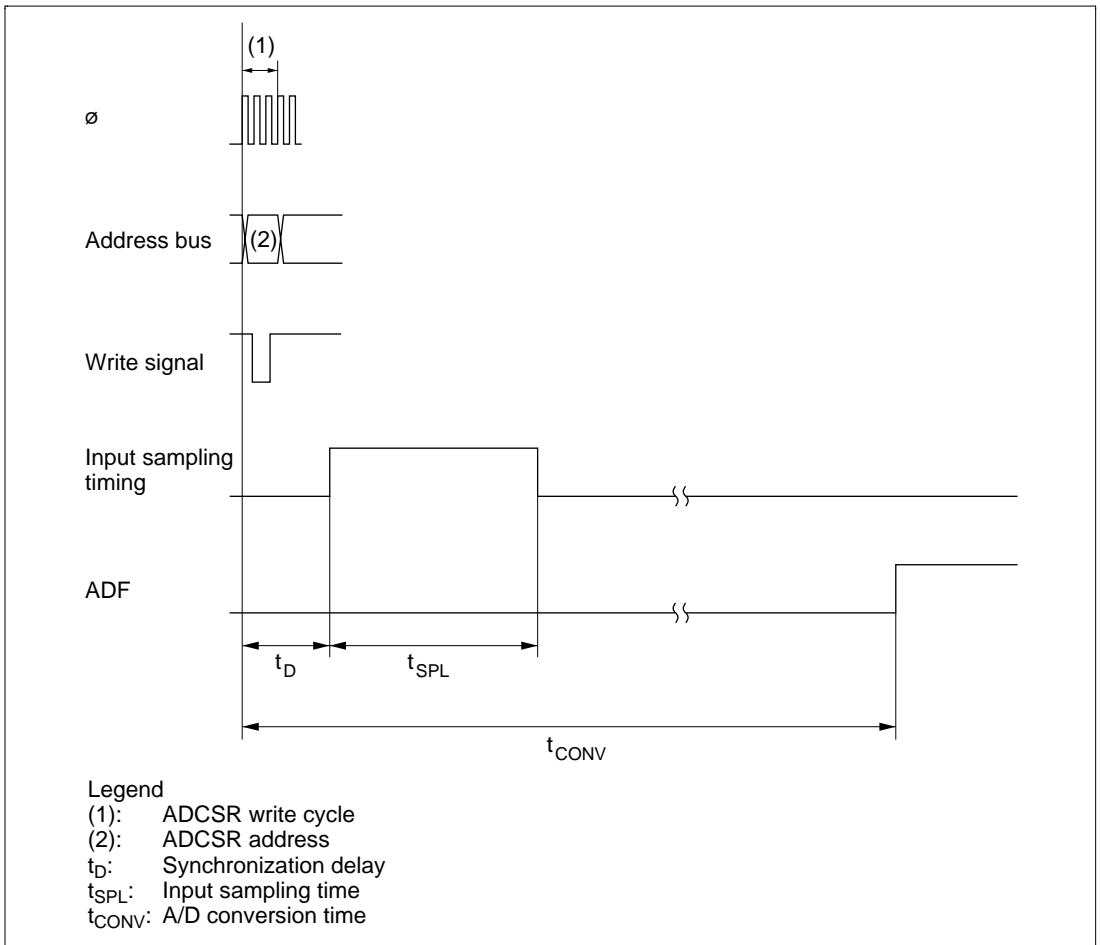 (1)
ø
Address bus
(2)
Write signal
Input sampling
timing
ADF
tD
tSPL
tCONV
Legend
(1): ADCSR write cycle
(2): ADCSR address
tD: Synchronization delay
tSPL: Input sampling time
tCONV: A/D conversion time